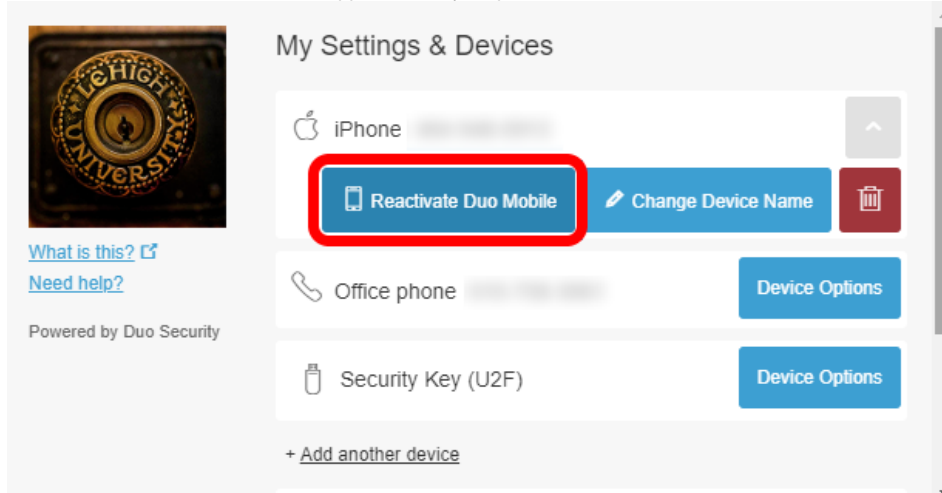 LEHIGH
UNIVERSITY
My Settings & Devices
iPhone
Reactivate Duo Mobile
Change Device Name
What is this?
Need help?
Powered by Duo Security
Office phone
Device Options
Security Key (U2F)
Device Options
+ Add another device